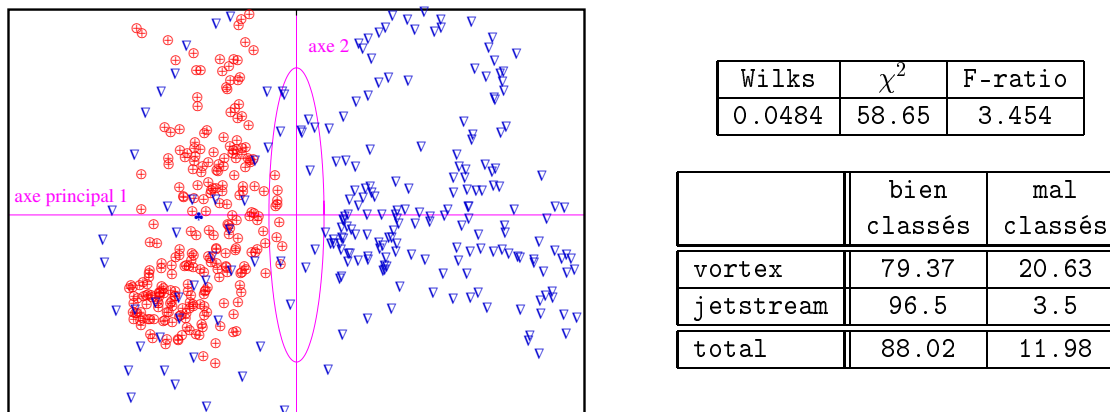 axe 2
axe principal 1
Wilks χ² F-ratio
0.0484 58.65 3.454
bien mal
classés classés
vortex 79.37 20.63
jetstream 96.5 3.5
total 88.02 11.98